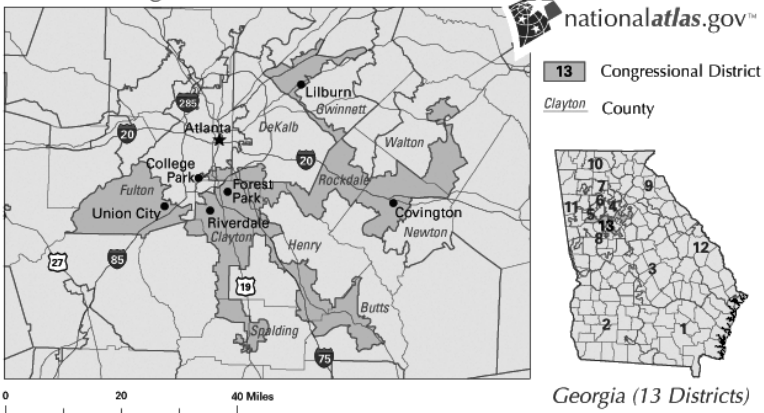 nationalatlas.gov™
13 Congressional District
Clayton County
Lilburn
Gwinnett
285
20
Atlanta
DeKalb
Walton
College
Park
20
Fulton
Forest
Park
Rockdale
Union City
Riverdale
Covington
Clayton
Newton
Henry
27
85
19
Butts
Spalding
75
0 20 40 Miles
10
7
9
6
4
11
5
13
8
12
3
2
1
Georgia (13 Districts)